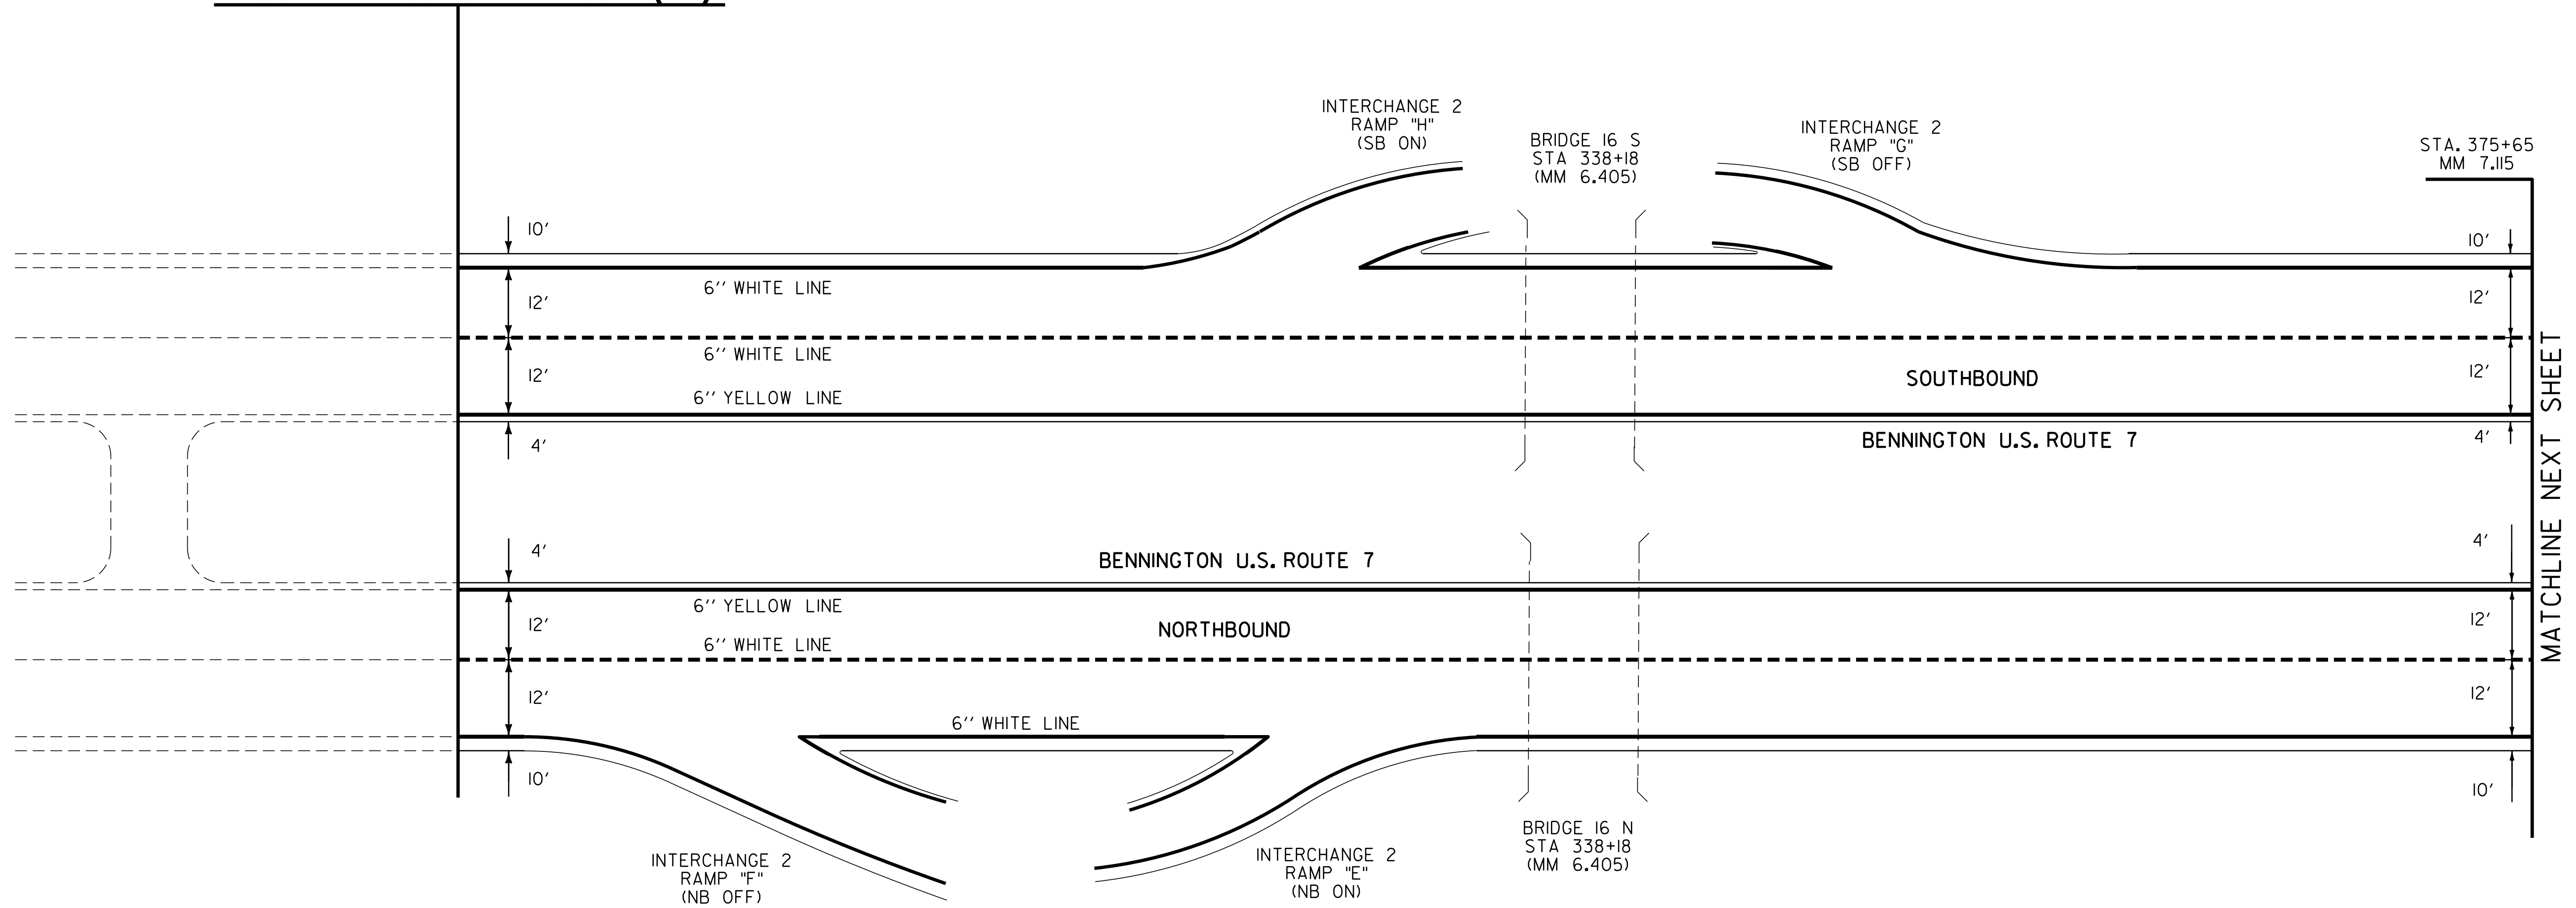 INTERCHANGE 2
RAMP "H"
(SB ON)
BRIDGE 16 S
STA 338+18
(MM 6.405)
INTERCHANGE 2
RAMP "G"
(SB OFF)
STA. 375+65
MM 7.115
10'
10'
6'' WHITE LINE
12'
12'
6'' WHITE LINE
12'
12'
SOUTHBOUND
6'' YELLOW LINE
4'
BENNINGTON U.S. ROUTE 7
4'
MATCHLINE NEXT SHEET
4'
4'
BENNINGTON U.S. ROUTE 7
6'' YELLOW LINE
12'
12'
NORTHBOUND
6'' WHITE LINE
12'
12'
6'' WHITE LINE
10'
10'
INTERCHANGE 2
RAMP "F"
(NB OFF)
INTERCHANGE 2
RAMP "E"
(NB ON)
BRIDGE 16 N
STA 338+18
(MM 6.405)